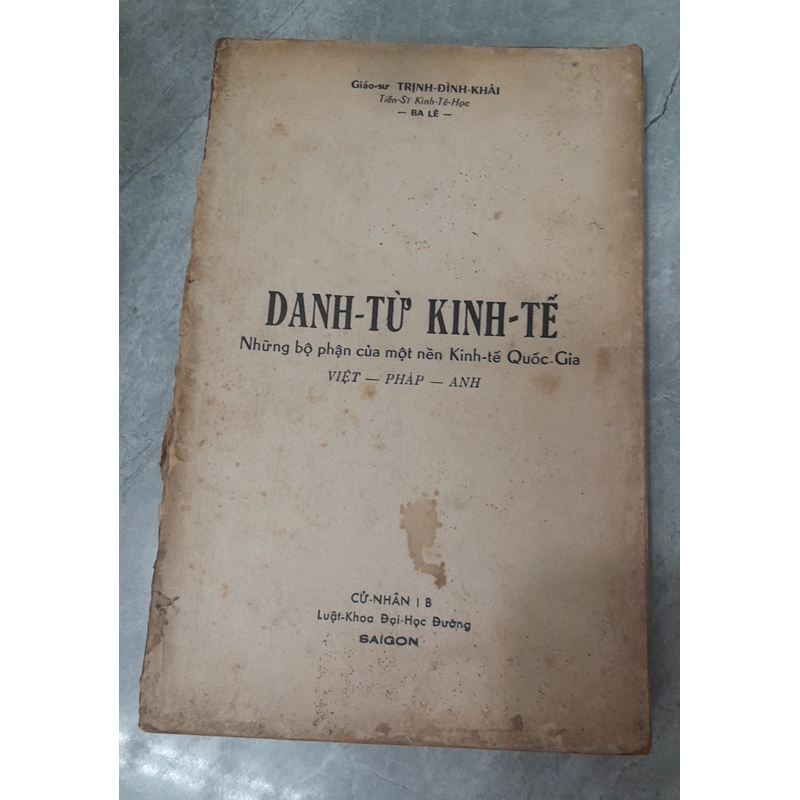 Giáo-sư TRỊNH-ĐÌNH-KHẢI
Tiến-Sĩ Kinh-Tế-Học
— BA LÊ —
DANH-TỪ KINH-TẾ
Những bộ phận của một nền Kinh-tế Quốc-Gia
VIỆT — PHÁP — ANH
CỬ-NHÂN I B
Luật-Khoa Đại-Học Đường
SAIGON